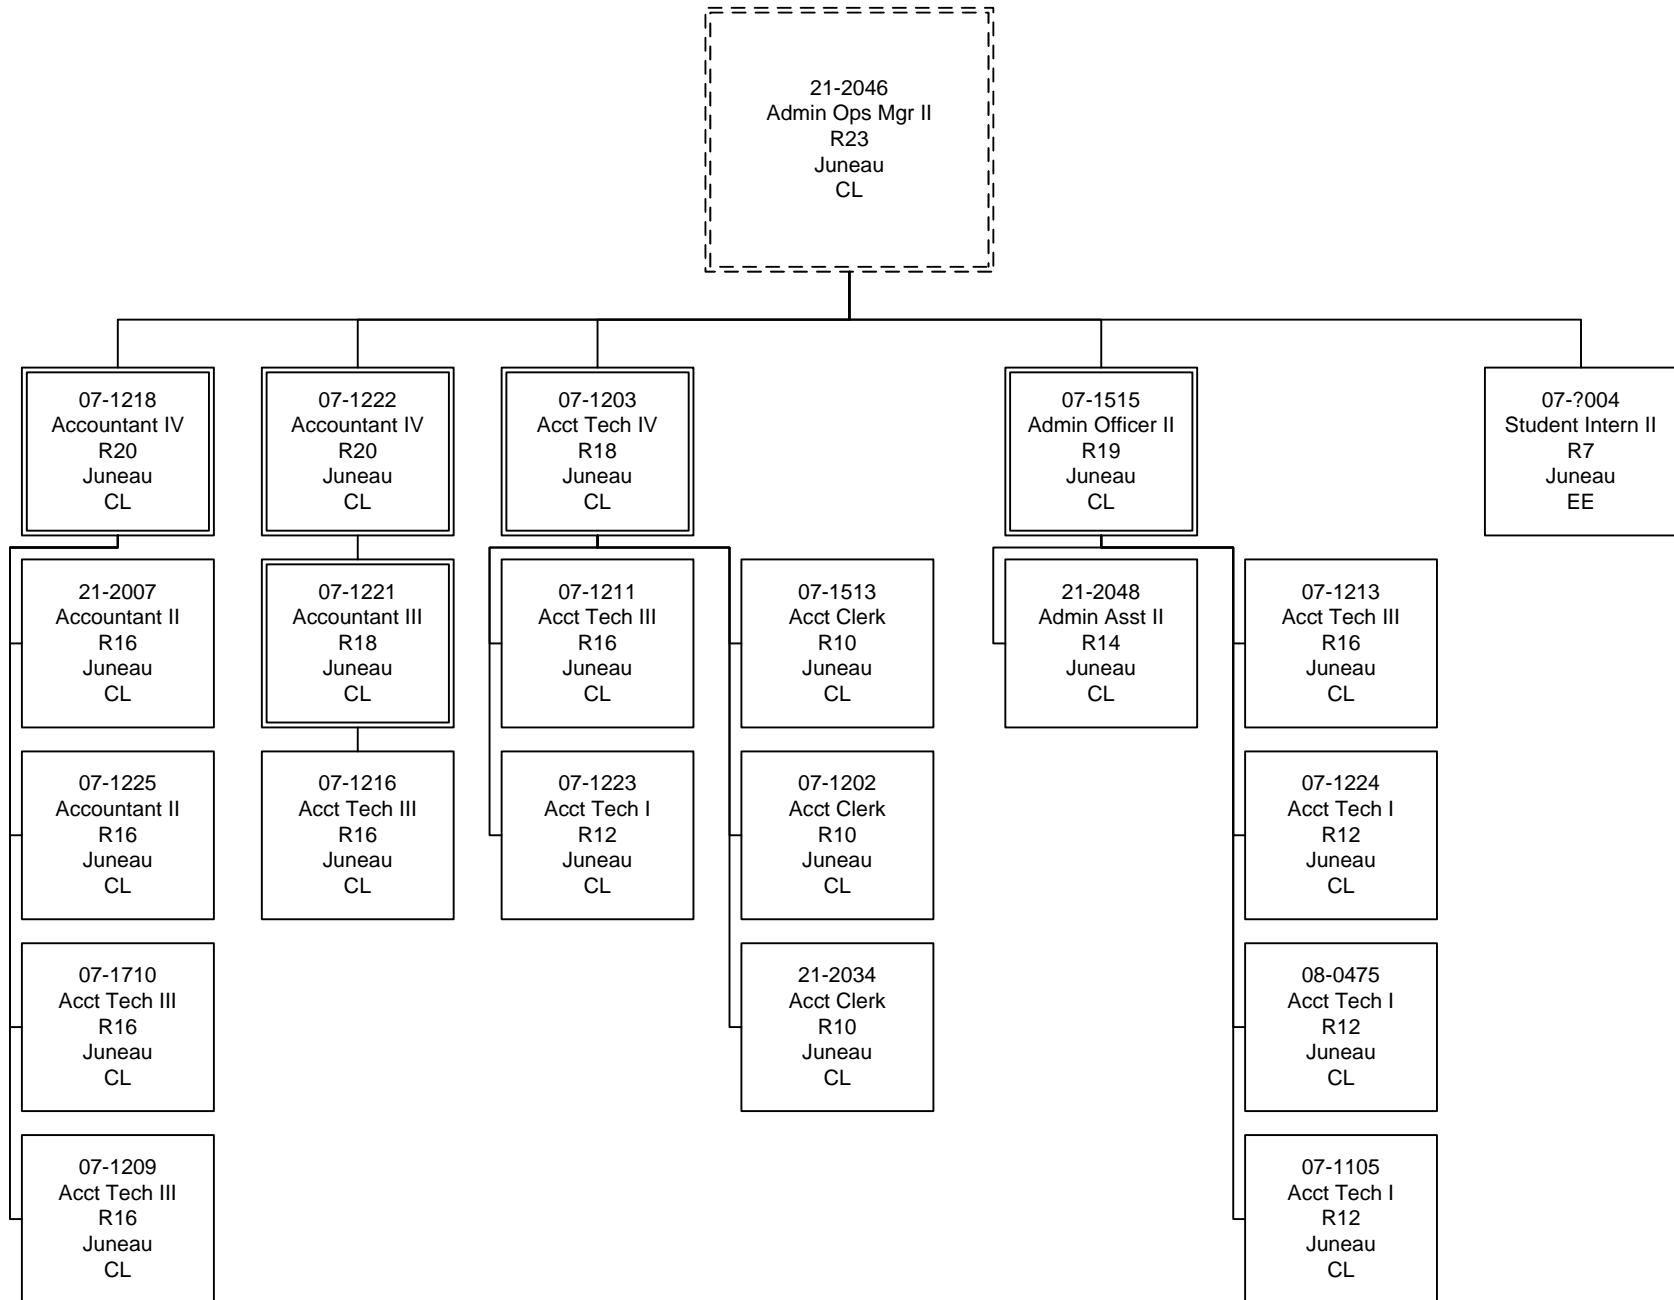 21-2046
Admin Ops Mgr II
R23
Juneau
CL
07-1218
Accountant IV
R20
Juneau
CL
07-1222
Accountant IV
R20
Juneau
CL
07-1203
Acct Tech IV
R18
Juneau
CL
07-1515
Admin Officer II
R19
Juneau
CL
07-?004
Student Intern II
R7
Juneau
EE
21-2007
Accountant II
R16
Juneau
CL
07-1221
Accountant III
R18
Juneau
CL
07-1211
Acct Tech III
R16
Juneau
CL
07-1513
Acct Clerk
R10
Juneau
CL
21-2048
Admin Asst II
R14
Juneau
CL
07-1213
Acct Tech III
R16
Juneau
CL
07-1225
Accountant II
R16
Juneau
CL
07-1216
Acct Tech III
R16
Juneau
CL
07-1223
Acct Tech I
R12
Juneau
CL
07-1202
Acct Clerk
R10
Juneau
CL
07-1224
Acct Tech I
R12
Juneau
CL
07-1710
Acct Tech III
R16
Juneau
CL
21-2034
Acct Clerk
R10
Juneau
CL
08-0475
Acct Tech I
R12
Juneau
CL
07-1209
Acct Tech III
R16
Juneau
CL
07-1105
Acct Tech I
R12
Juneau
CL